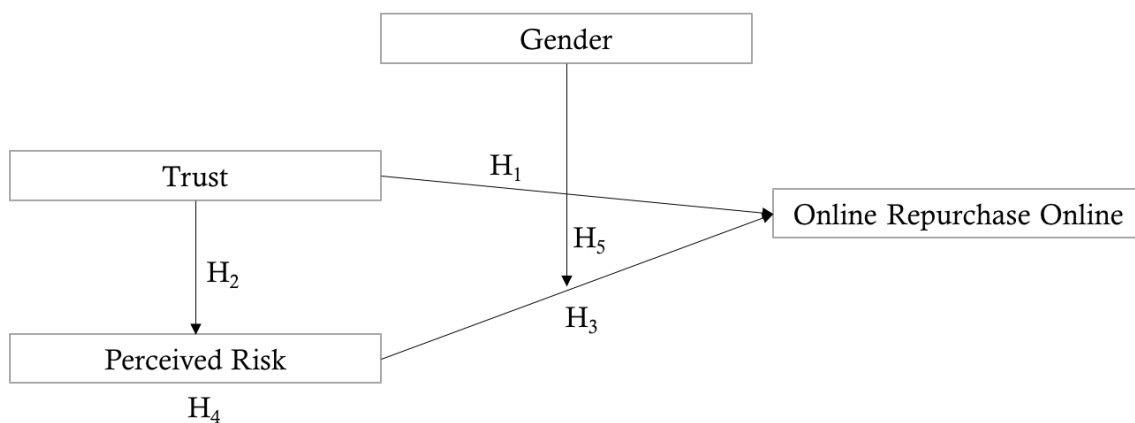 Gender
Trust
H₁
Online Repurchase Online
H₅
H₂
H₃
Perceived Risk
H₄